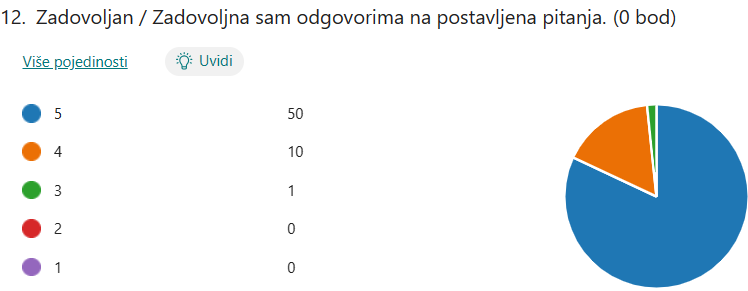 12. Zadovoljan / Zadovoljna sam odgovorima na postavljena pitanja. (0 bod)
Više pojedinosti Uvidi
5 50
4 10
3 1
2 0
1 0